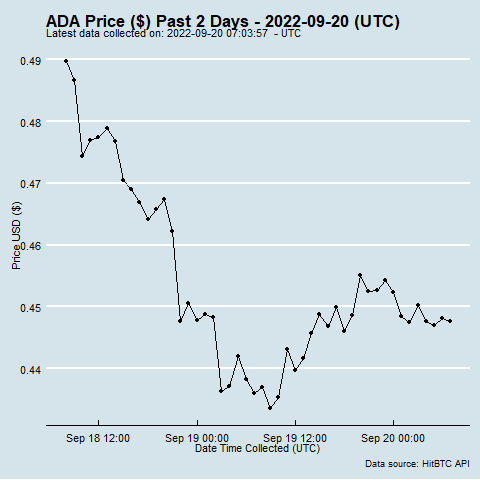 ADA Price ($) Past 2 Days - 2022-09-20 (UTC)
Latest data collected on: 2022-09-20 07:03:57 - UTC
0.49
0.48
0.47
0.46
0.45
0.44
Price USD ($)
Sep 18 12:00
Sep 19 00:00
Sep 19 12:00
Sep 20 00:00
Date Time Collected (UTC)
Data source: HitBTC API